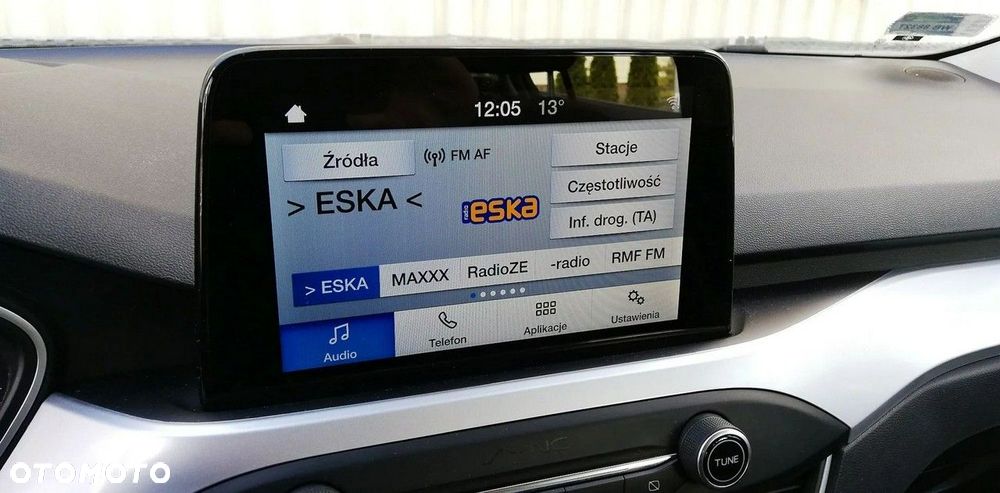 12:05 13°
Źródła
FM AF
Stacje
> ESKA <
radio eska
Częstotliwość
Inf. drog. (TA)
> ESKA
MAXXX
RadioZE
-radio
RMF FM
Audio
Telefon
Aplikacje
Ustawienia
TUNE
OTOMOTO